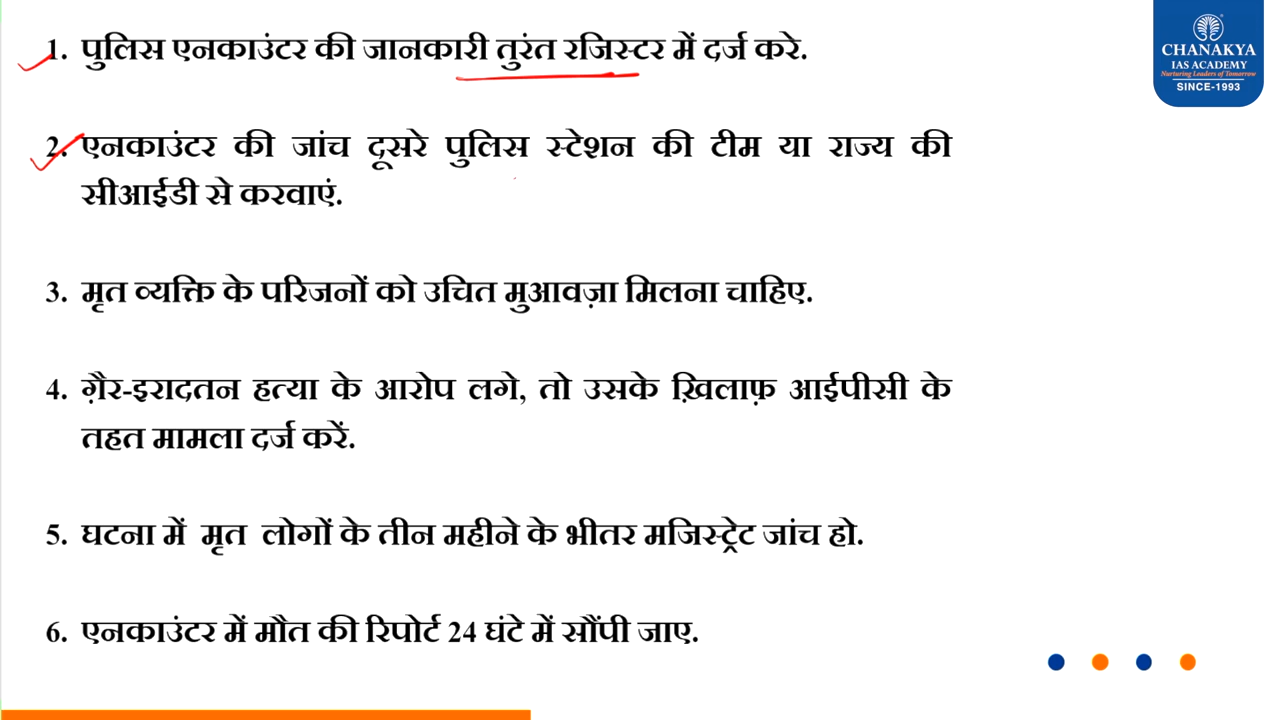 1. पुलिस एनकाउंटर की जानकारी तुरंत रजिस्टर में दर्ज करे.
CHANAKYA
IAS ACADEMY
Nurturing Leaders of Tomorrow
SINCE-1993
2. एनकाउंटर की जांच दूसरे पुलिस स्टेशन की टीम या राज्य की
सीआईडी से करवाएं.
3. मृत व्यक्ति के परिजनों को उचित मुआवज़ा मिलना चाहिए.
4. ग़ैर-इरादतन हत्या के आरोप लगे, तो उसके ख़िलाफ़ आईपीसी के
तहत मामला दर्ज करें.
5. घटना में मृत लोगों के तीन महीने के भीतर मजिस्ट्रेट जांच हो.
6. एनकाउंटर में मौत की रिपोर्ट 24 घंटे में सौंपी जाए.